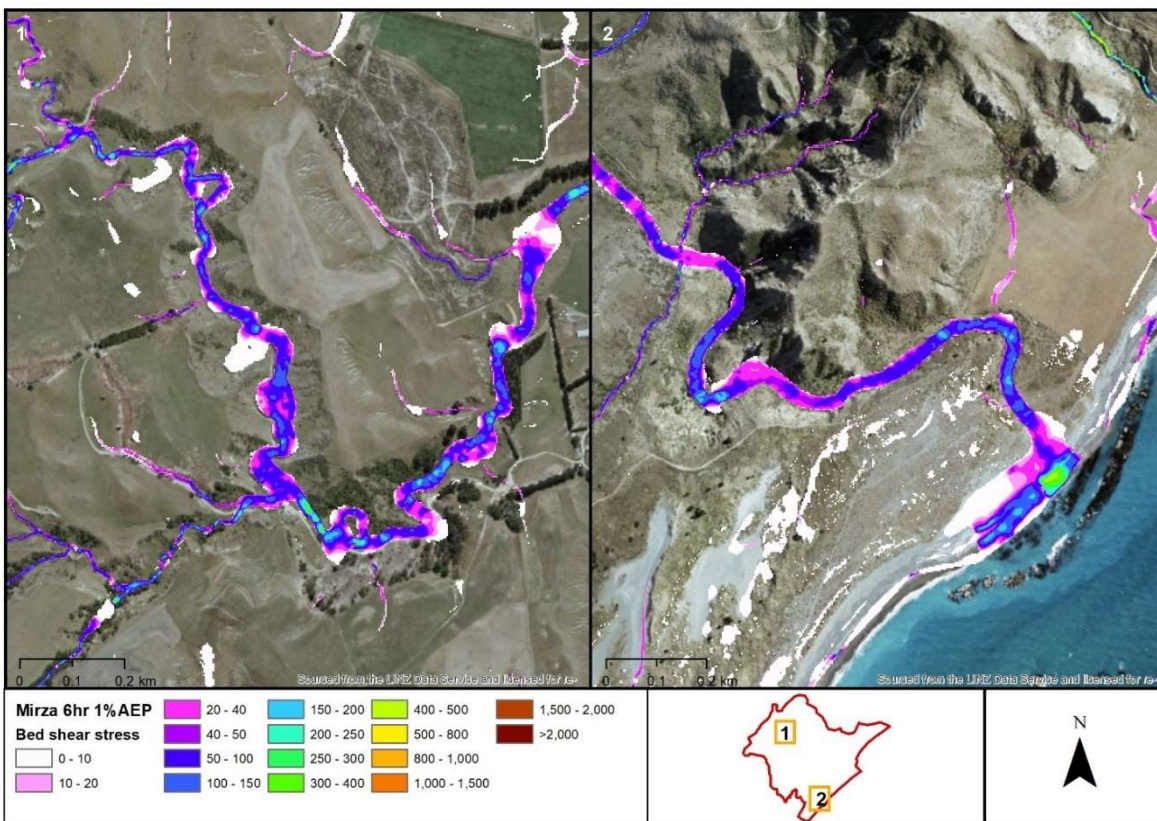 1
2
0 0.1 0.2 km
Sourced from the LINZ Data Service and licensed for re-
0 0.1 0.2 km
Sourced from the LINZ Data Service and licensed for re-
Mirza 6hr 1%AEP
Bed shear stress
0 - 10
10 - 20
20 - 40
40 - 50
50 - 100
100 - 150
150 - 200
200 - 250
250 - 300
300 - 400
400 - 500
500 - 800
800 - 1,000
1,000 - 1,500
1,500 - 2,000
>2,000
1
2
N